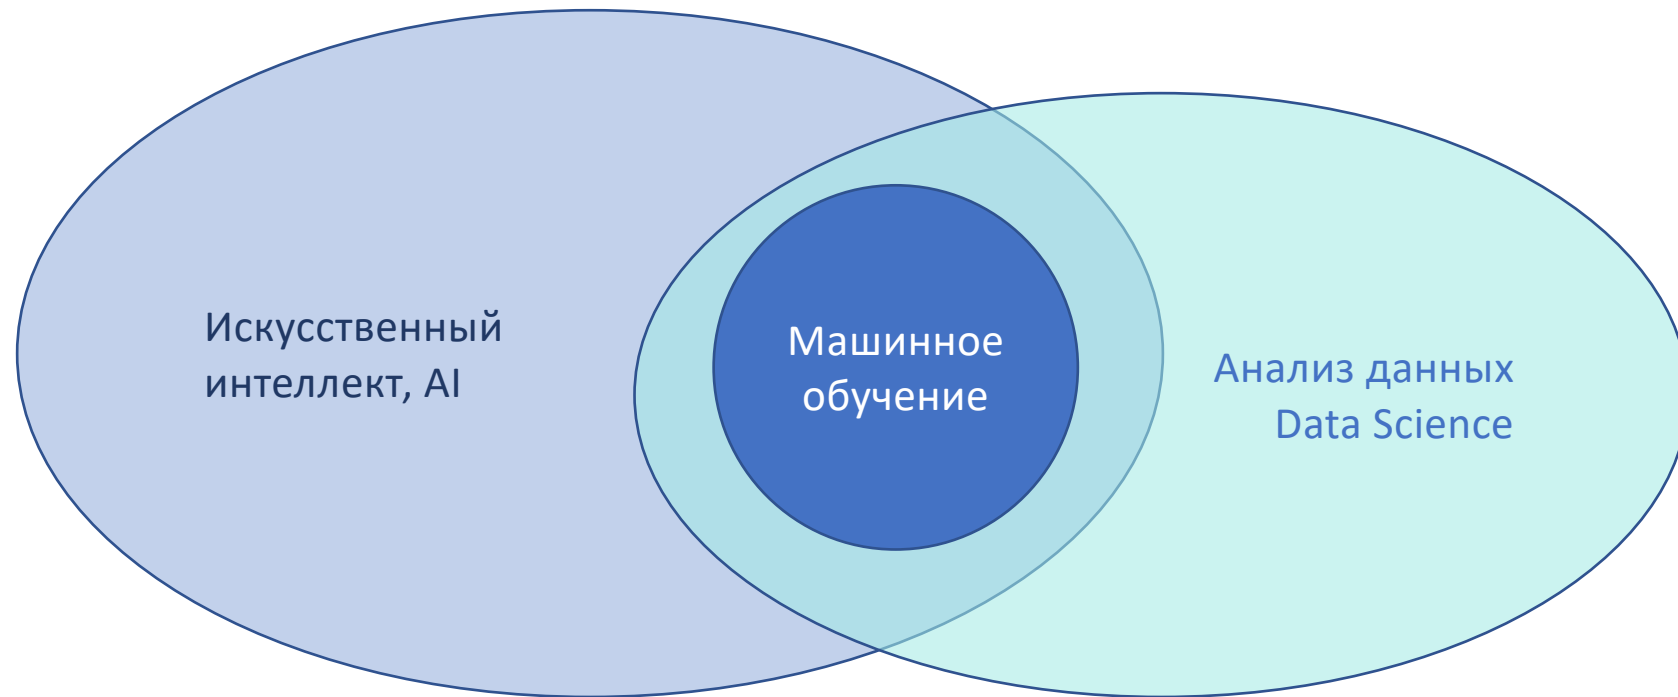 Искусственный
интеллект, AI
Машинное
обучение
Анализ данных
Data Science